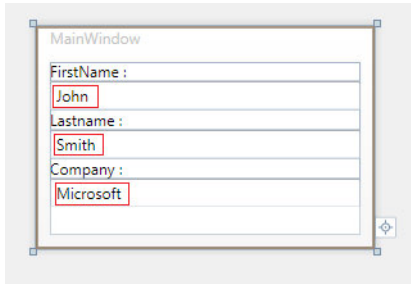 MainWindow
FirstName :
John
Lastname :
Smith
Company :
Microsoft